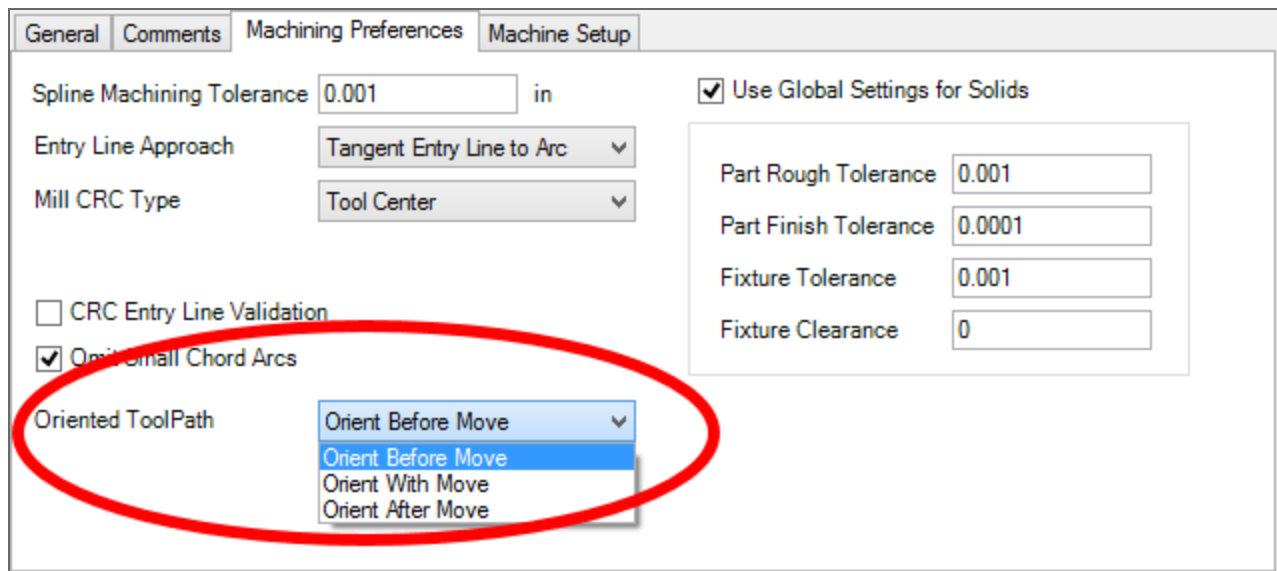 General Comments Machining Preferences Machine Setup
Spline Machining Tolerance 0.001 in
Entry Line Approach Tangent Entry Line to Arc
Mill CRC Type Tool Center
CRC Entry Line Validation
Omit Small Chord Arcs
Oriented ToolPath Orient Before Move
Orient Before Move
Orient With Move
Orient After Move
Use Global Settings for Solids
Part Rough Tolerance 0.001
Part Finish Tolerance 0.0001
Fixture Tolerance 0.001
Fixture Clearance 0